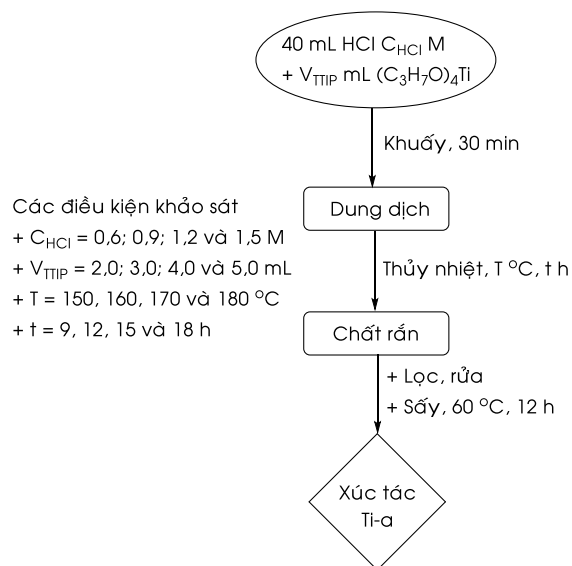 40 mL HCl C_HCl M
+ V_TTIP mL (C₃H₇O)₄Ti
Khuấy, 30 min
Dung dịch
Các điều kiện khảo sát
+ C_HCl = 0,6; 0,9; 1,2 và 1,5 M
+ V_TTIP = 2,0; 3,0; 4,0 và 5,0 mL
+ T = 150, 160, 170 và 180 ᴼC
+ t = 9, 12, 15 và 18 h
Thủy nhiệt, T ᴼC, t h
Chất rắn
+ Lọc, rửa
+ Sấy, 60 ᴼC, 12 h
Xúc tác
Ti-a